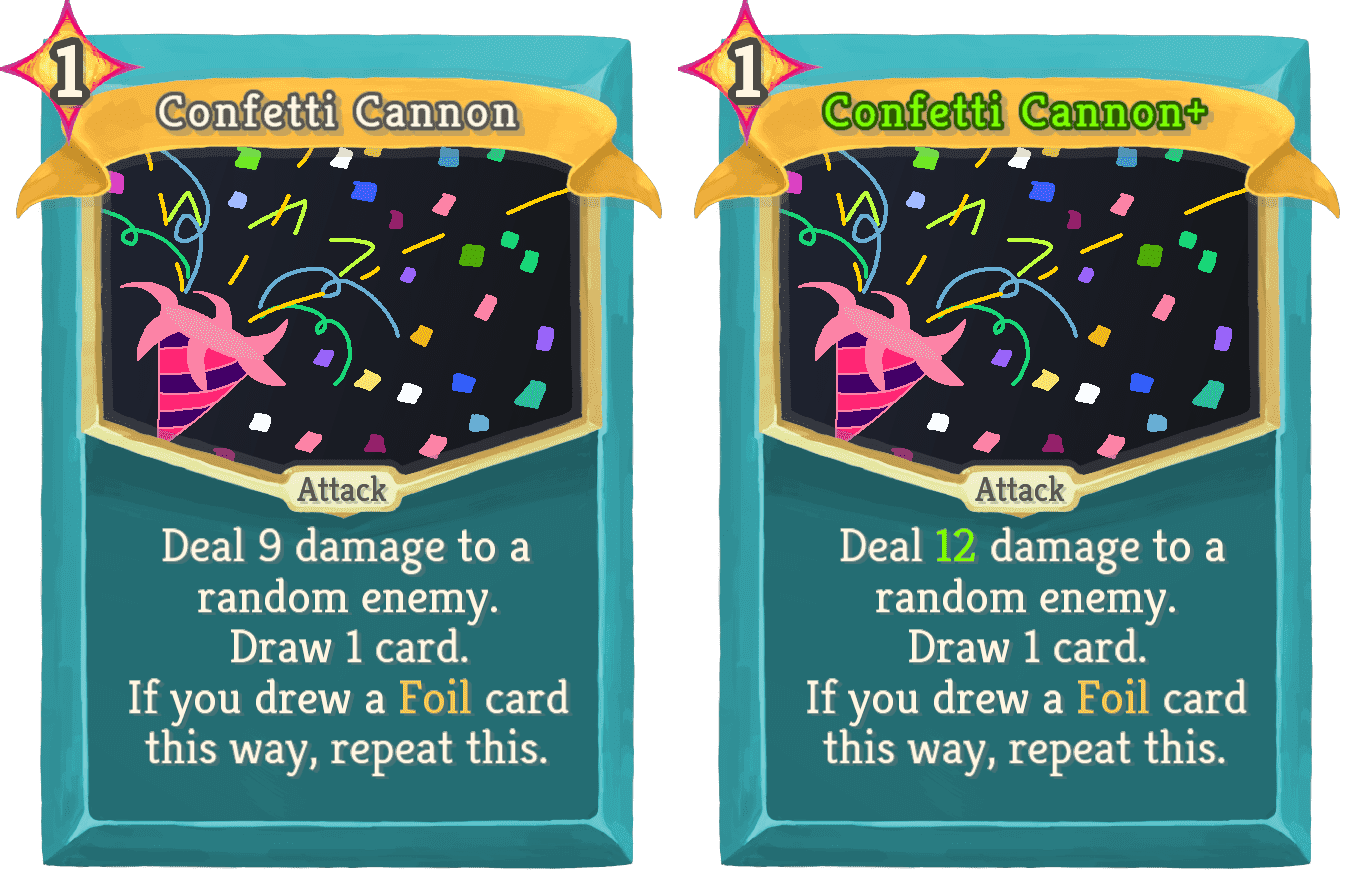 1
Confetti Cannon
Attack
Deal 9 damage to a
random enemy.
Draw 1 card.
If you drew a Foil card
this way, repeat this.
1
Confetti Cannon+
Attack
Deal 12 damage to a
random enemy.
Draw 1 card.
If you drew a Foil card
this way, repeat this.